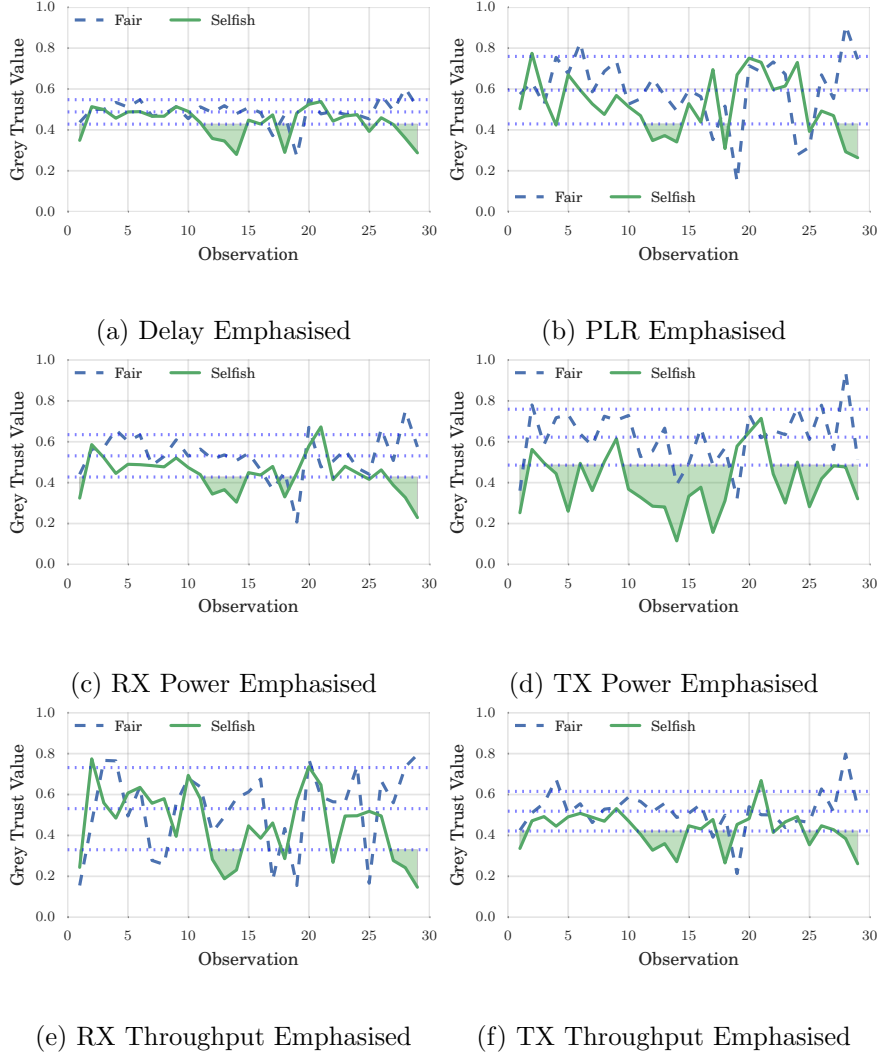 Fair Selfish
Grey Trust Value
1.0
0.8
0.6
0.4
0.2
0.0
0 5 10 15 20 25 30
Observation
(a) Delay Emphasised
Grey Trust Value
1.0
0.8
0.6
0.4
0.2
0.0
Fair Selfish
0 5 10 15 20 25 30
Observation
(b) PLR Emphasised
Fair Selfish
Grey Trust Value
1.0
0.8
0.6
0.4
0.2
0.0
0 5 10 15 20 25 30
Observation
(c) RX Power Emphasised
Fair Selfish
Grey Trust Value
1.0
0.8
0.6
0.4
0.2
0.0
0 5 10 15 20 25 30
Observation
(d) TX Power Emphasised
Fair Selfish
Grey Trust Value
1.0
0.8
0.6
0.4
0.2
0.0
0 5 10 15 20 25 30
Observation
(e) RX Throughput Emphasised
Fair Selfish
Grey Trust Value
1.0
0.8
0.6
0.4
0.2
0.0
0 5 10 15 20 25 30
Observation
(f) TX Throughput Emphasised